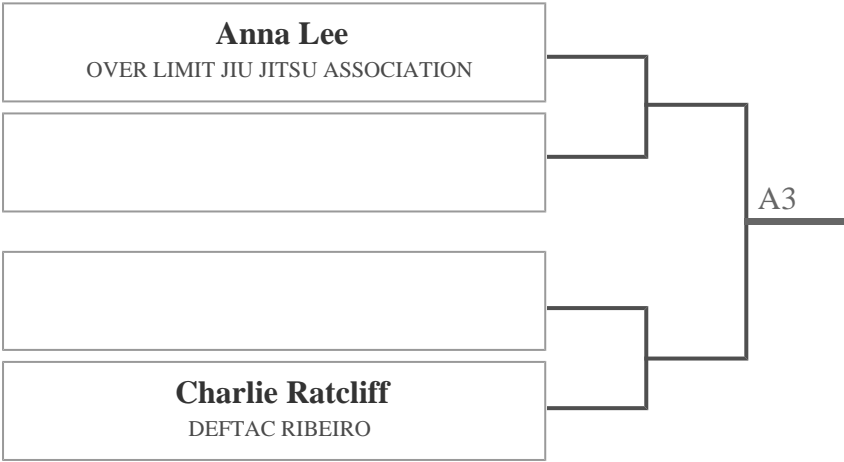 Anna Lee
OVER LIMIT JIU JITSU ASSOCIATION
A3
Charlie Ratcliff
DEFTAC RIBEIRO